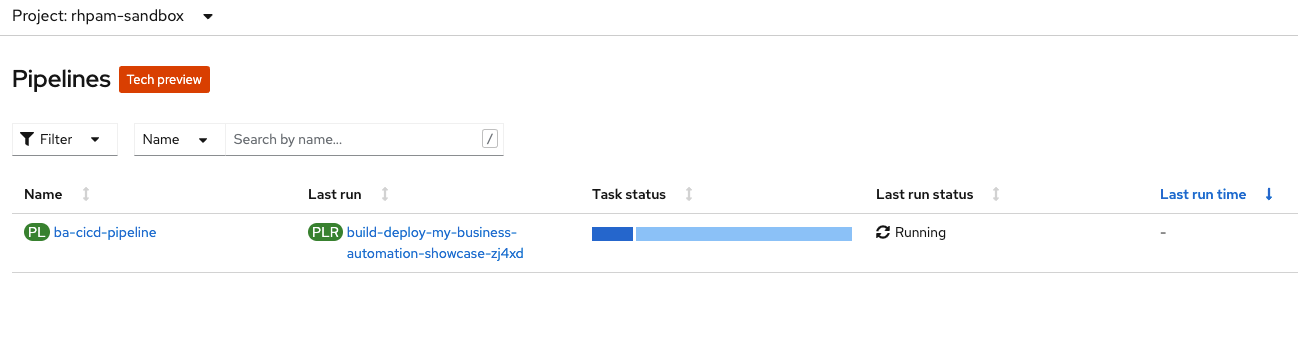 Project: rhpam-sandbox
Pipelines Tech preview
Filter Name Search by name... /
Name Last run Task status Last run status Last run time
PL ba-cicd-pipeline PLR build-deploy-my-business- Running -
automation-showcase-zj4xd